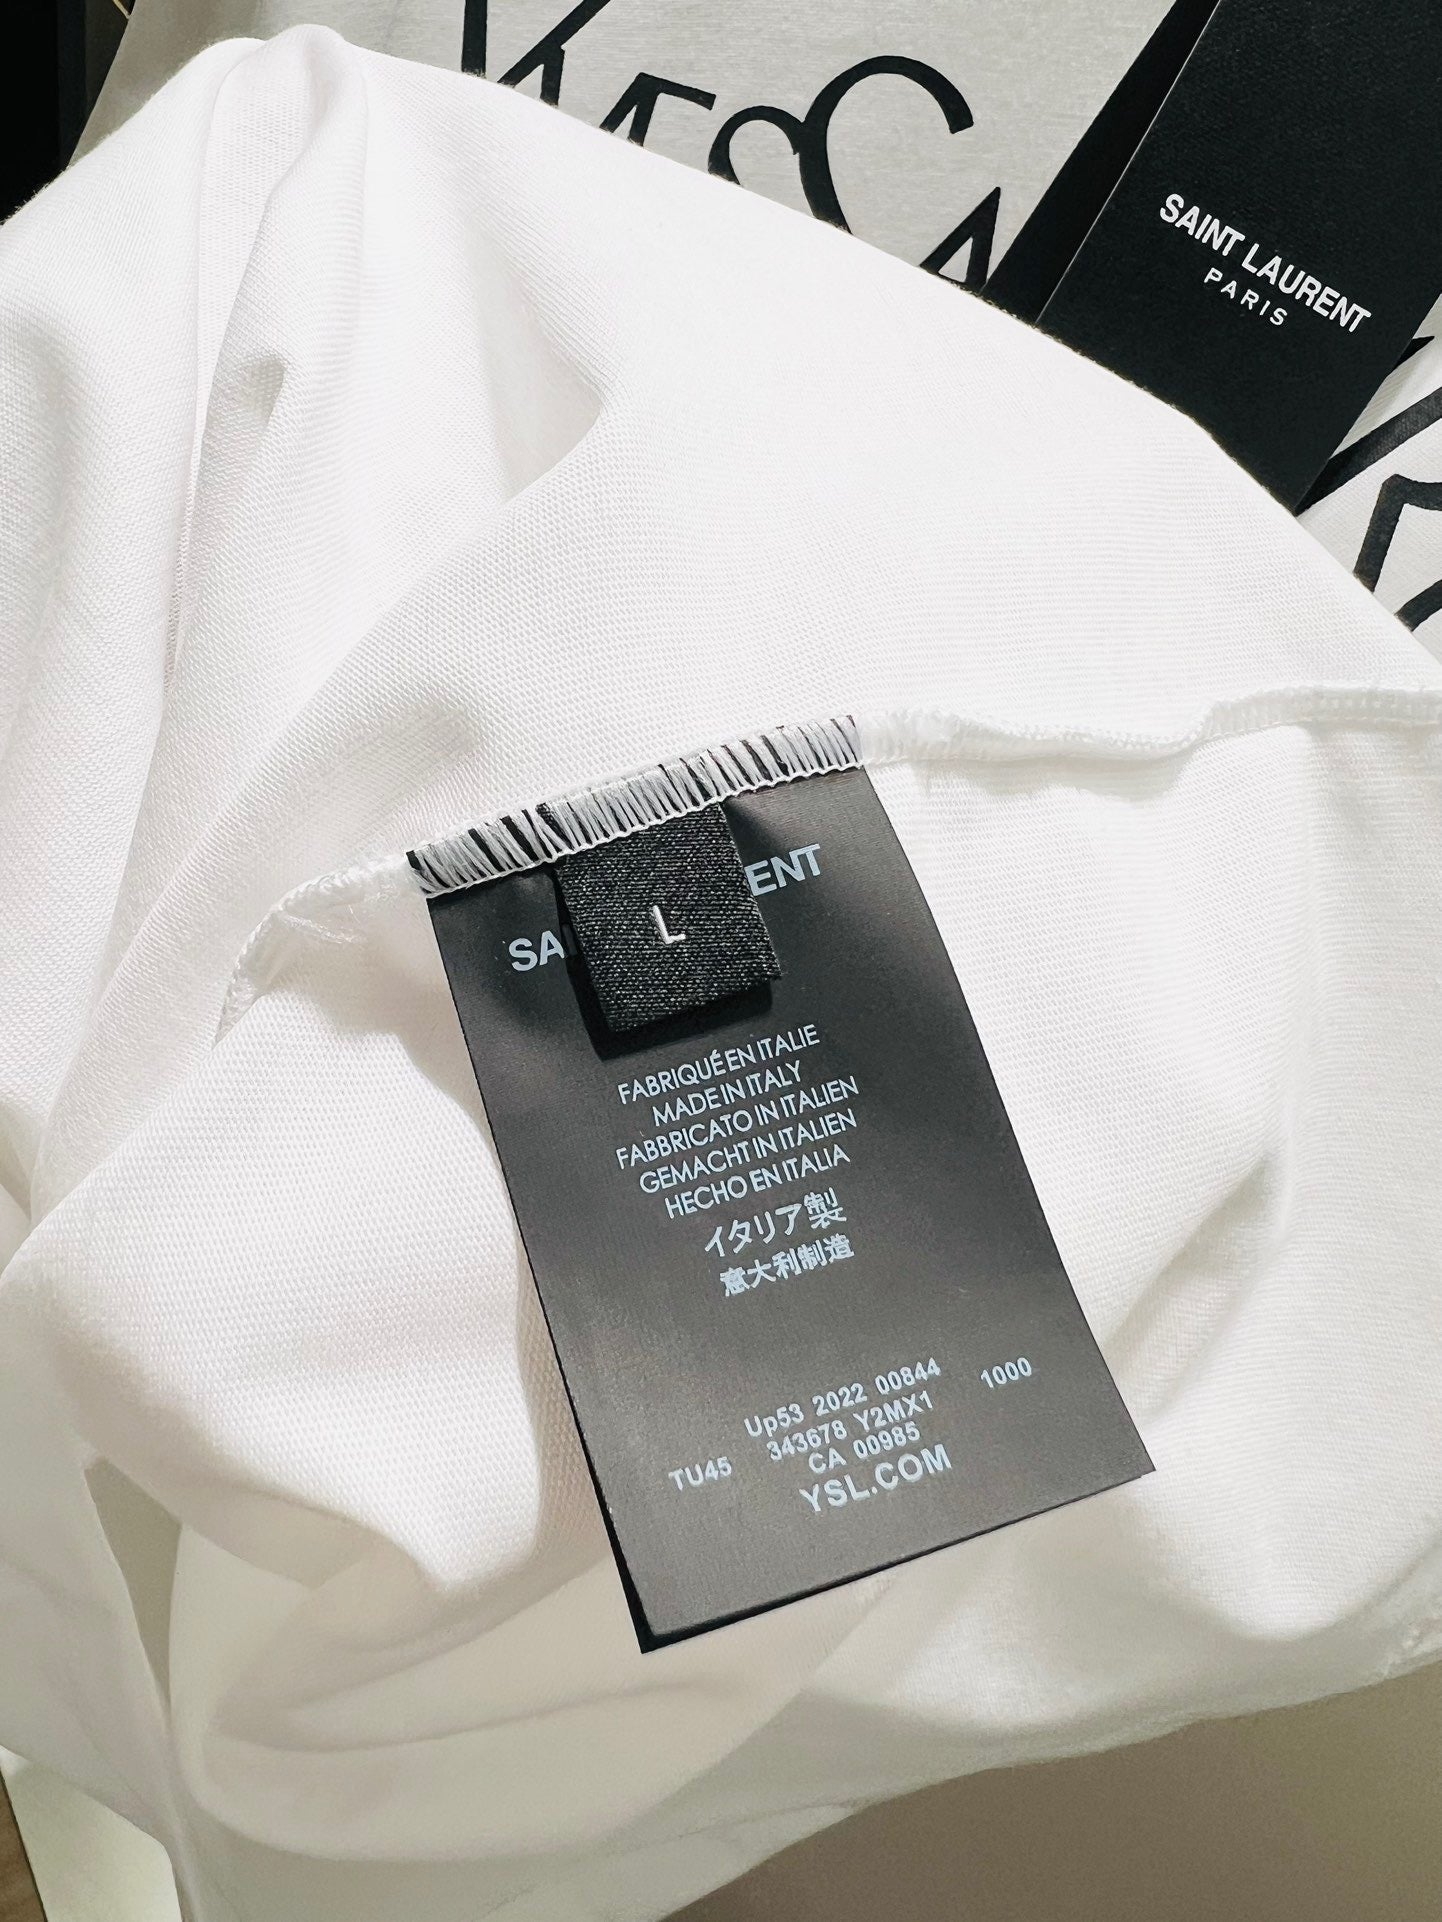 SAINT LAURENT
PARIS
L
FABRIQUÉ EN ITALIE
MADE IN ITALY
FABBRICATO IN ITALIEN
GEMACHT IN ITALIEN
HECHO EN ITALIA
イタリア製
意大利制造
Up53 2022 00844 1000
343678 Y2MX1
TU45 CA 00985
YSL.COM